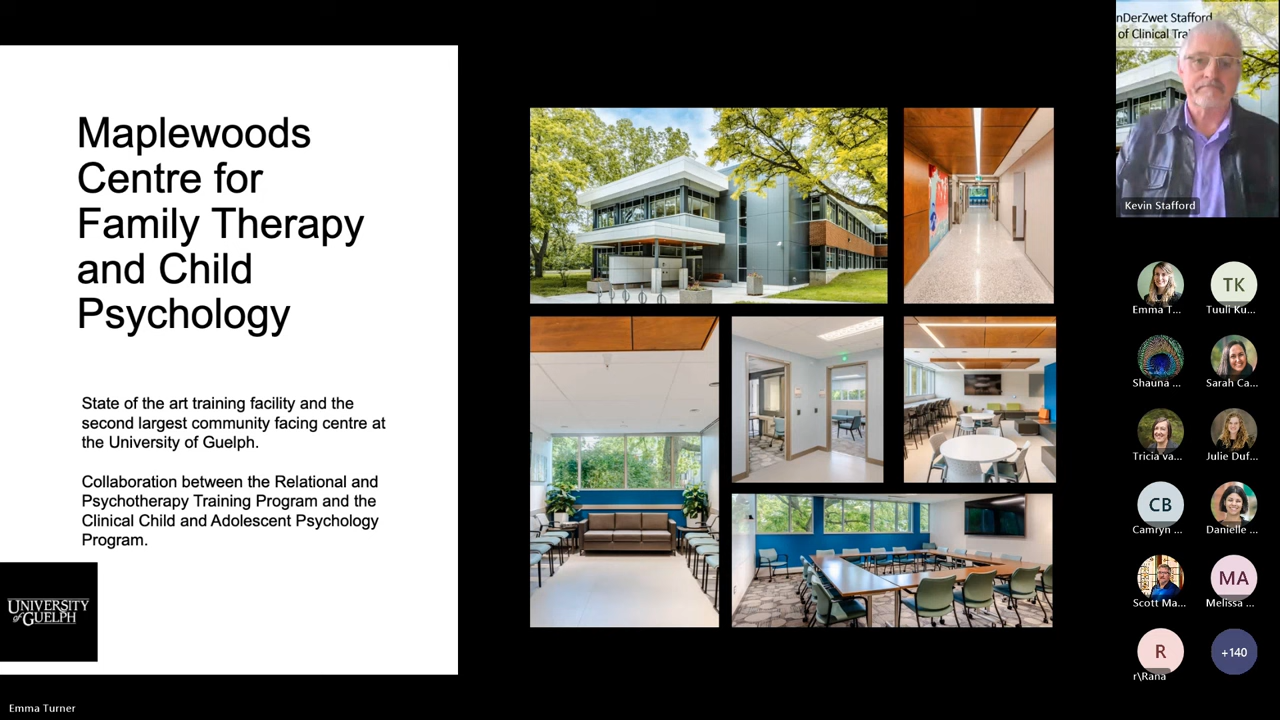 Maplewoods
Centre for
Family Therapy
and Child
Psychology
State of the art training facility and the
second largest community facing centre at
the University of Guelph.
Collaboration between the Relational and
Psychotherapy Training Program and the
Clinical Child and Adolescent Psychology
Program.
UNIVERSITY
of GUELPH
Emma Turner
nDerZwet Stafford
of Clinical Trai
Kevin Stafford
Emma T...
TK
Tuuli Ku...
Shauna ...
Sarah Ca...
Tricia va...
Julie Duf...
CB
Camryn ...
Danielle ...
Scott Ma...
MA
Melissa ...
R
r\Rana
+140